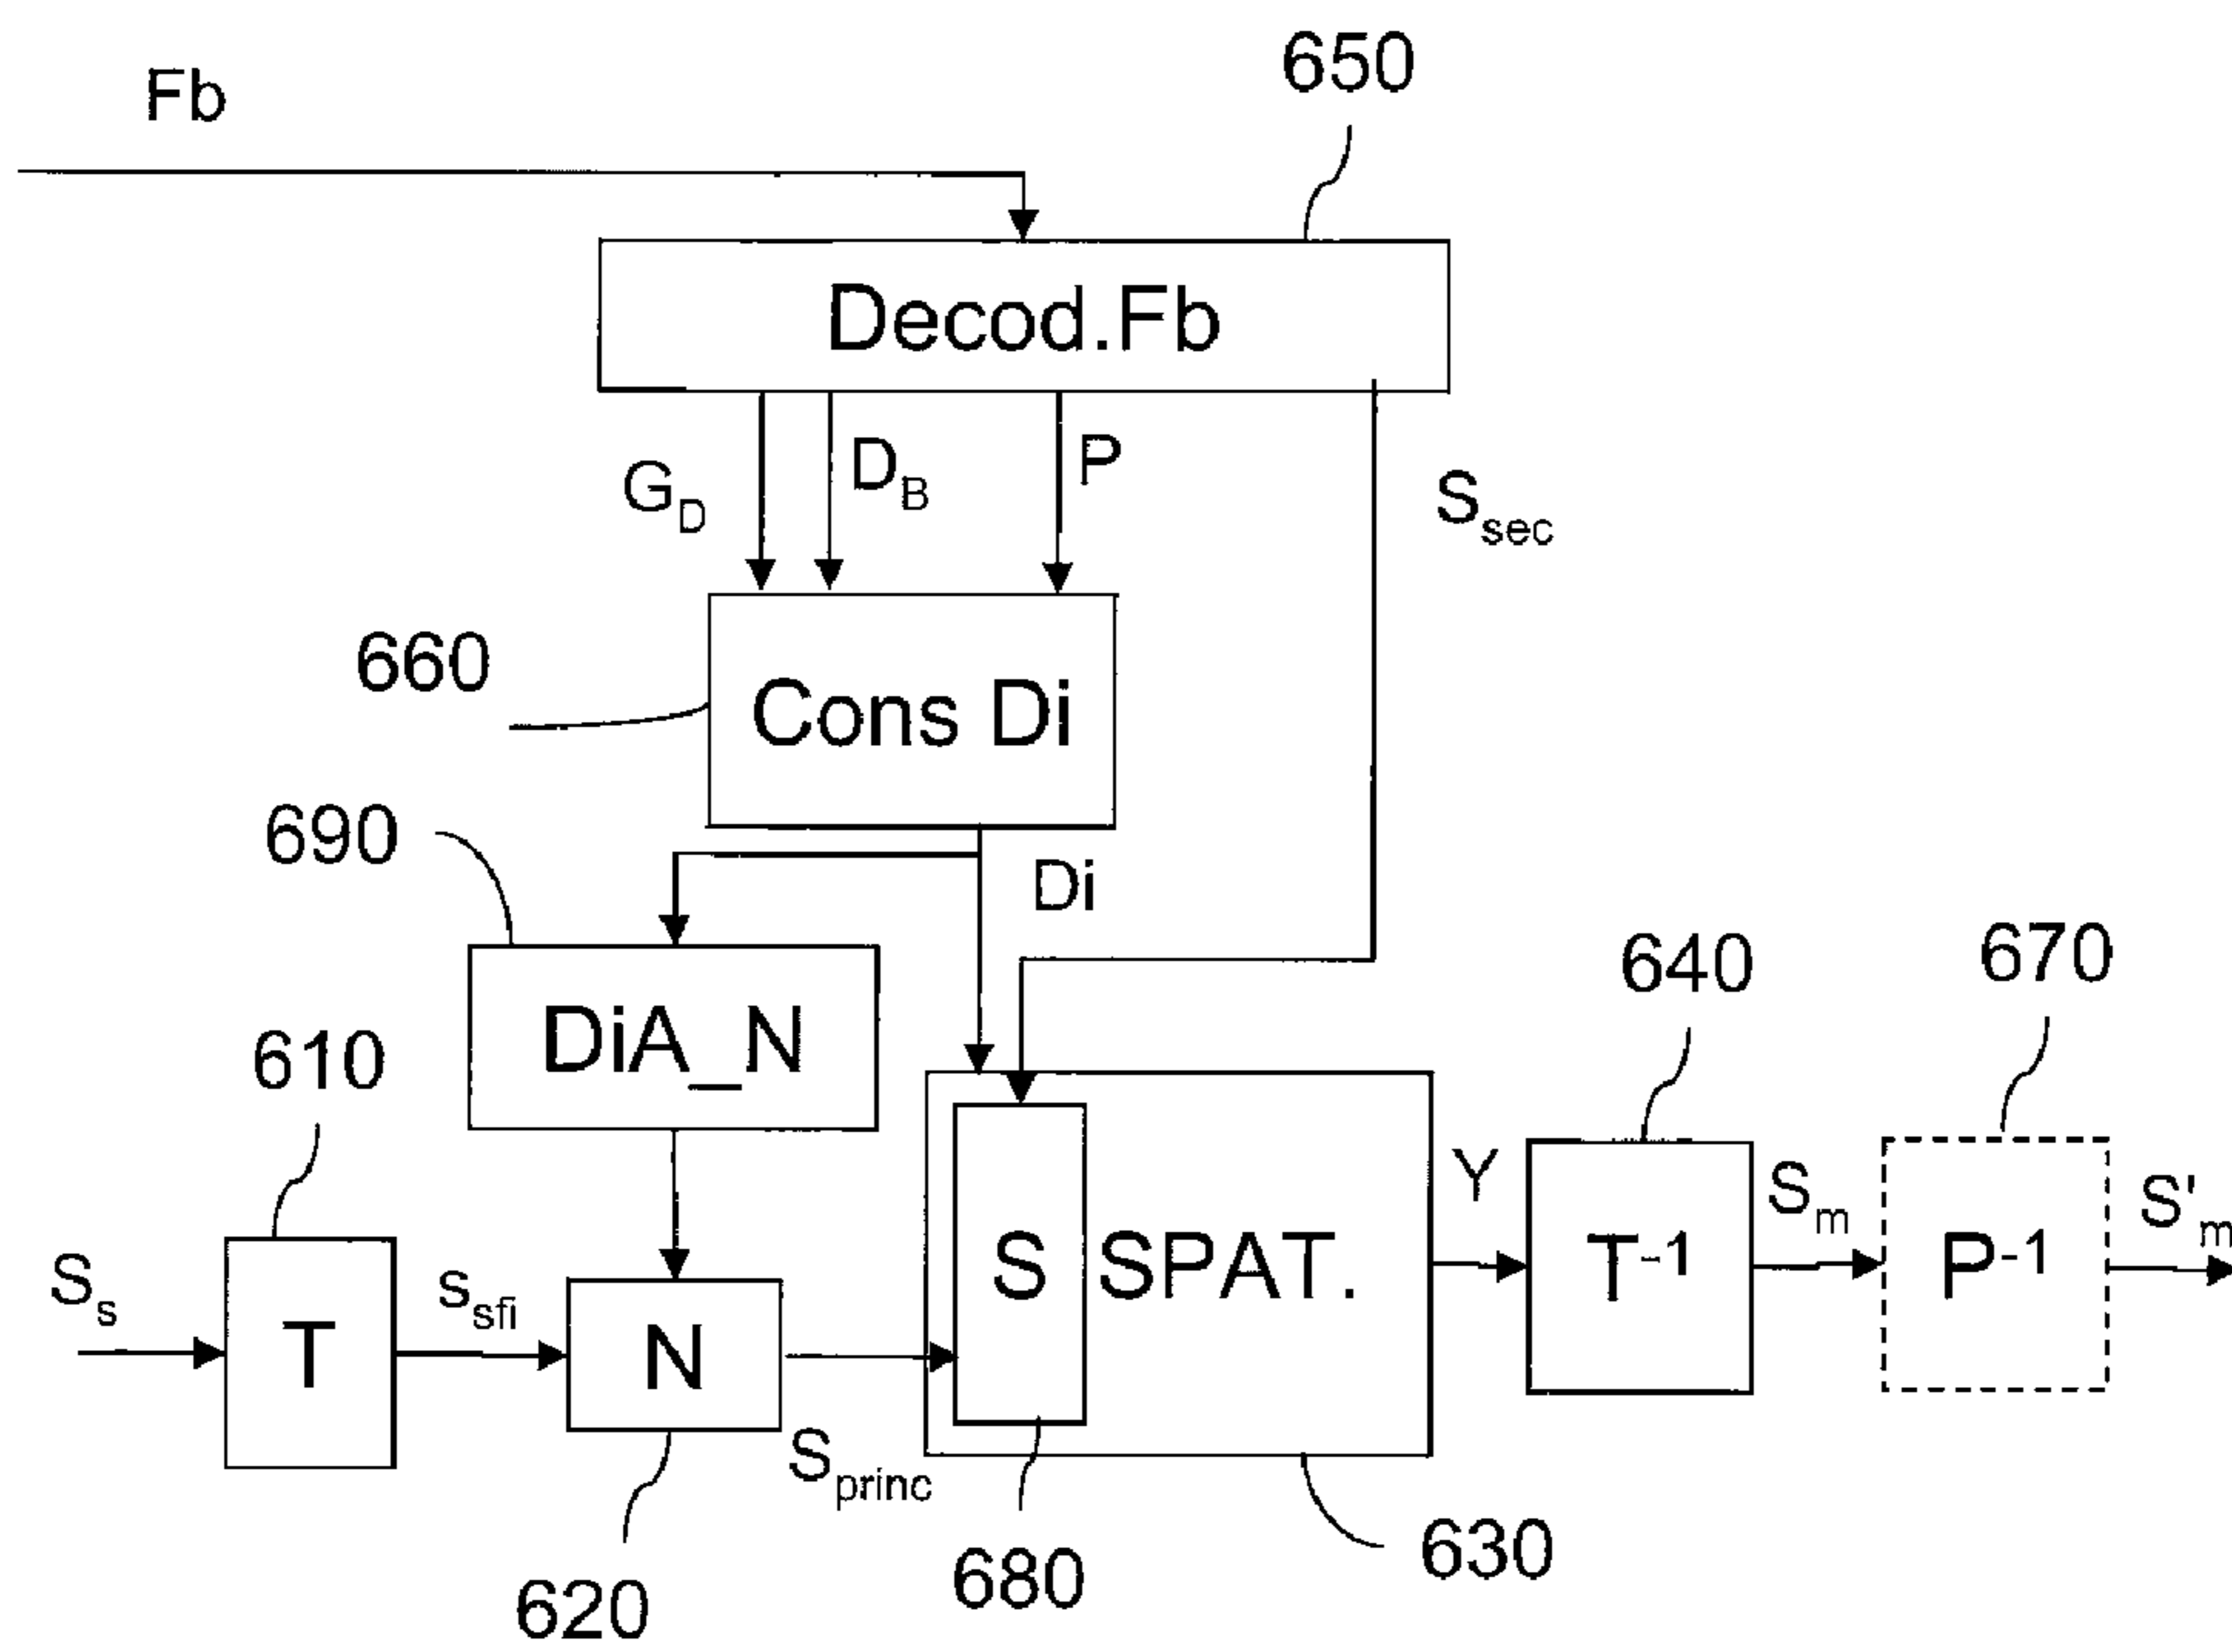 650
Fb
Decod.Fb
G_D
D_B
P
S_sec
660
Cons Di
690
Di
640
670
DiA_N
610
S_s
T
s_sfi
N
S_princ
S
SPAT.
Y
T-1
S_m
P-1
S'_m
620
680
630